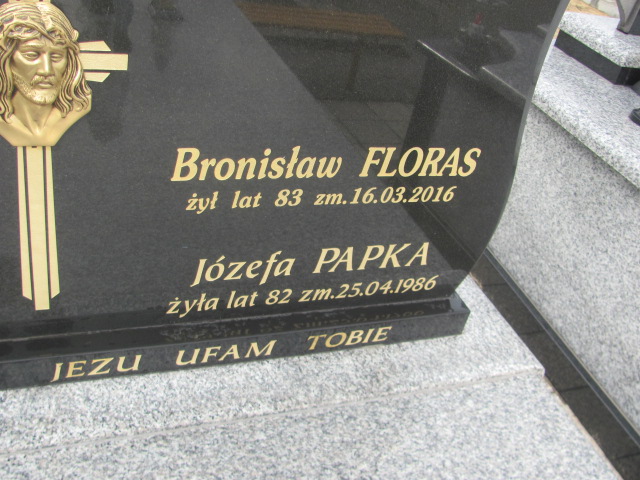 Bronisław FLORAS
żył lat 83 zm.16.03.2016
Józefa PAPKA
żyła lat 82 zm.25.04.1986
JEZU UFAM TOBIE